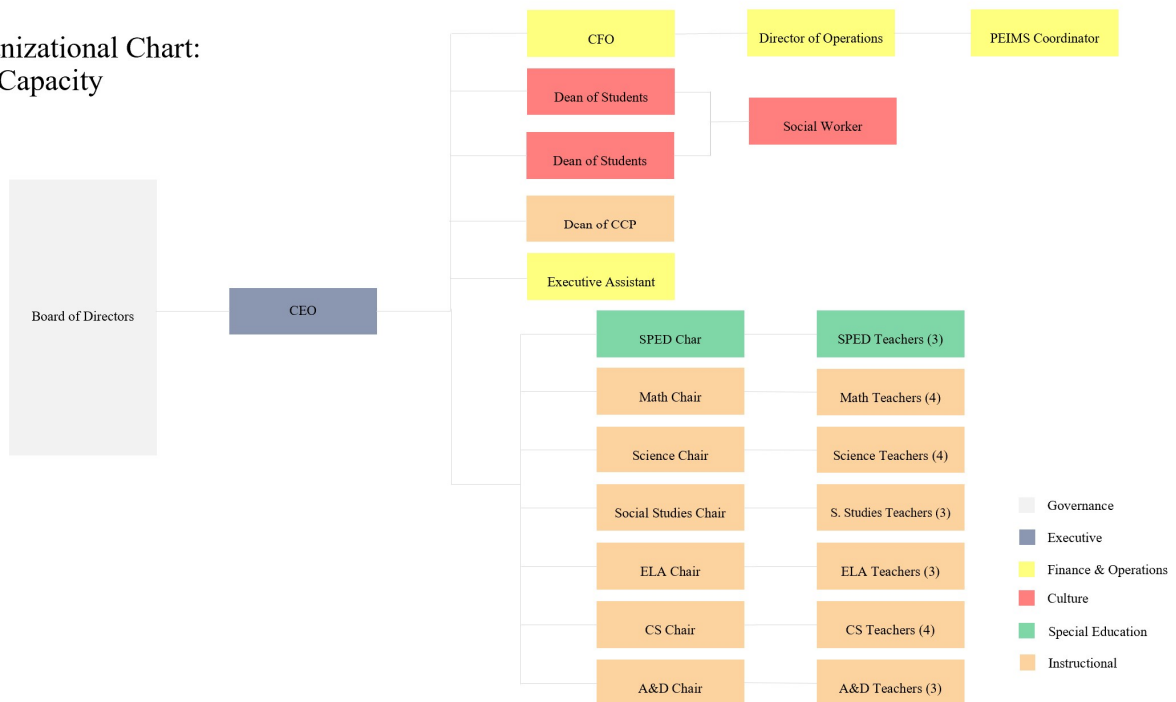 nizational Chart:
Capacity
CFO
Director of Operations
PEIMS Coordinator
Dean of Students
Social Worker
Dean of Students
Dean of CCP
Executive Assistant
Board of Directors
CEO
SPED Char
SPED Teachers (3)
Math Chair
Math Teachers (4)
Science Chair
Science Teachers (4)
Social Studies Chair
S. Studies Teachers (3)
ELA Chair
ELA Teachers (3)
CS Chair
CS Teachers (4)
A&D Chair
A&D Teachers (3)
Governance
Executive
Finance & Operations
Culture
Special Education
Instructional